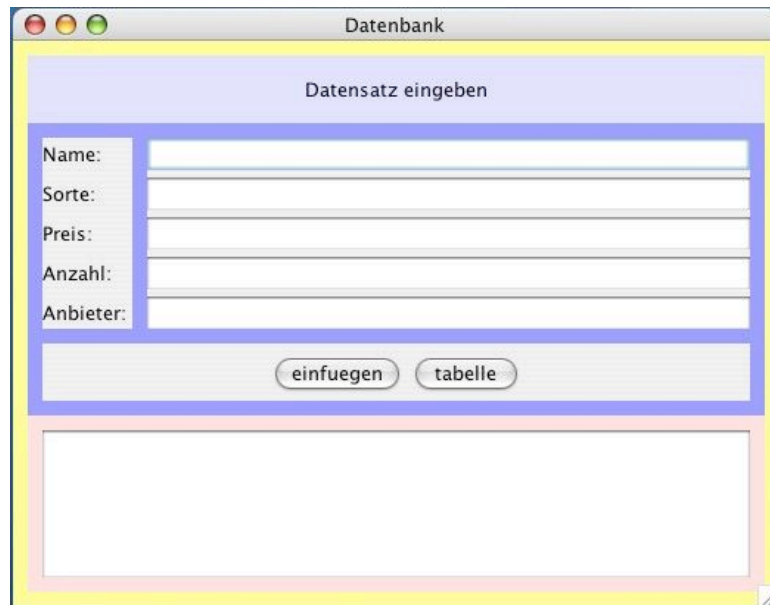 Datenbank
Datensatz eingeben
Name:
Sorte:
Preis:
Anzahl:
Anbieter:
einfuegen tabelle